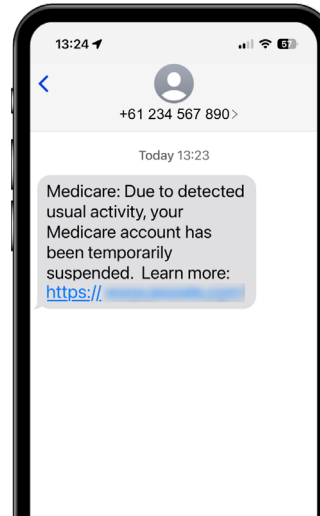 13:24
57
+61 234 567 890
Today 13:23
Medicare: Due to detected
usual activity, your
Medicare account has
been temporarily
suspended. Learn more:
https://